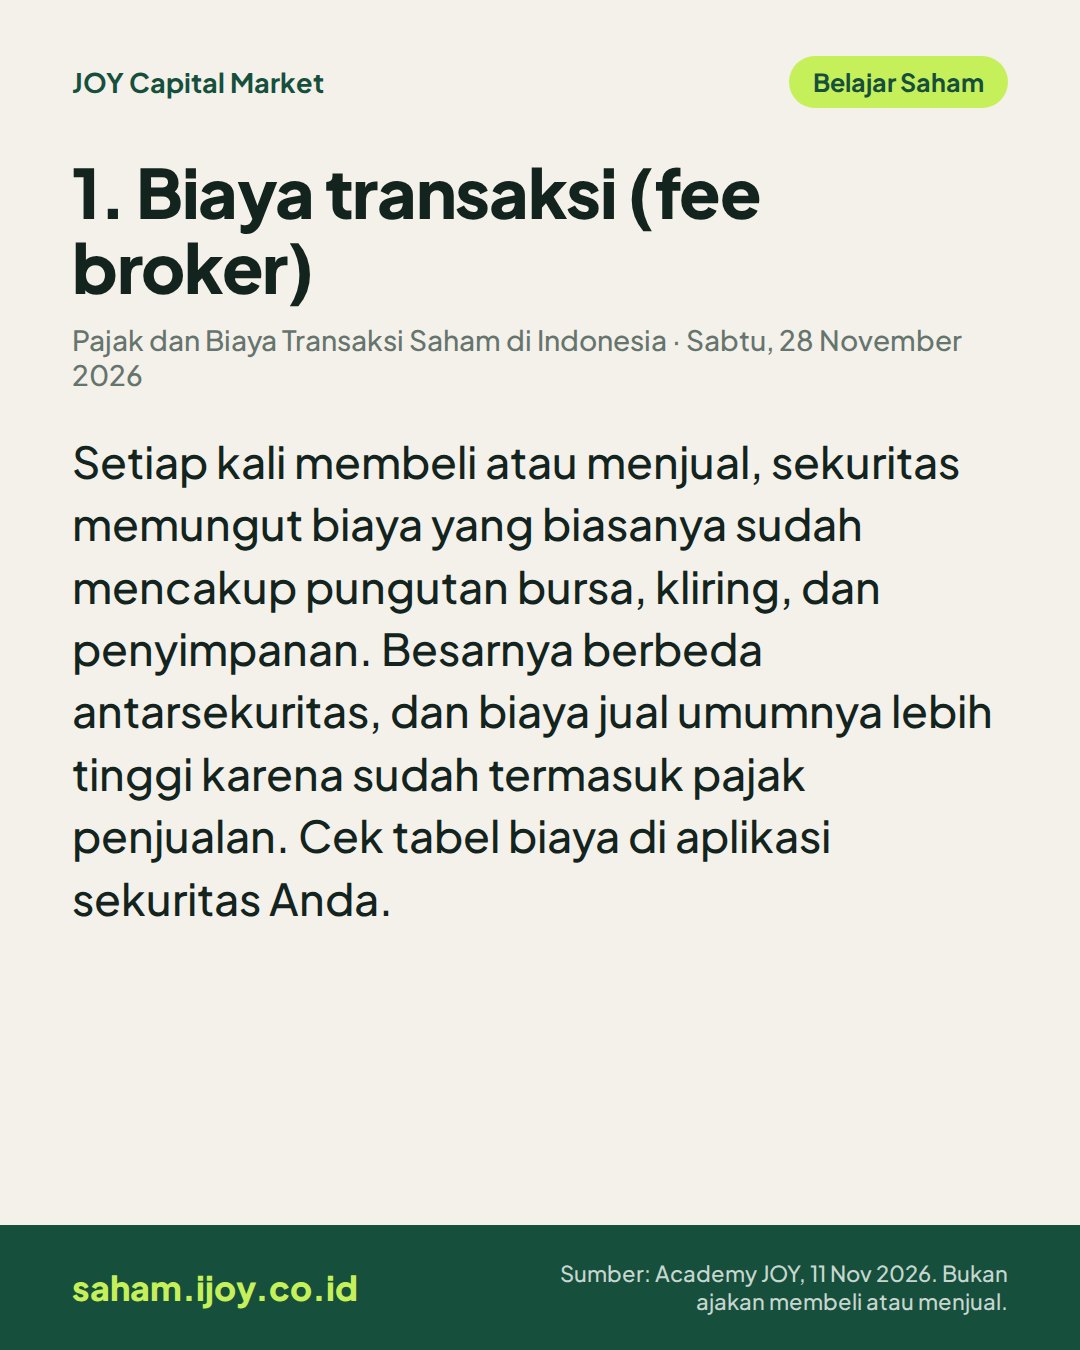 JOY Capital Market
Belajar Saham
1. Biaya transaksi (fee
broker)
Pajak dan Biaya Transaksi Saham di Indonesia · Sabtu, 28 November
2026
Setiap kali membeli atau menjual, sekuritas
memungut biaya yang biasanya sudah
mencakup pungutan bursa, kliring, dan
penyimpanan. Besarnya berbeda
antarsekuritas, dan biaya jual umumnya lebih
tinggi karena sudah termasuk pajak
penjualan. Cek tabel biaya di aplikasi
sekuritas Anda.
saham.ijoy.co.id
Sumber: Academy JOY, 11 Nov 2026. Bukan
ajakan membeli atau menjual.